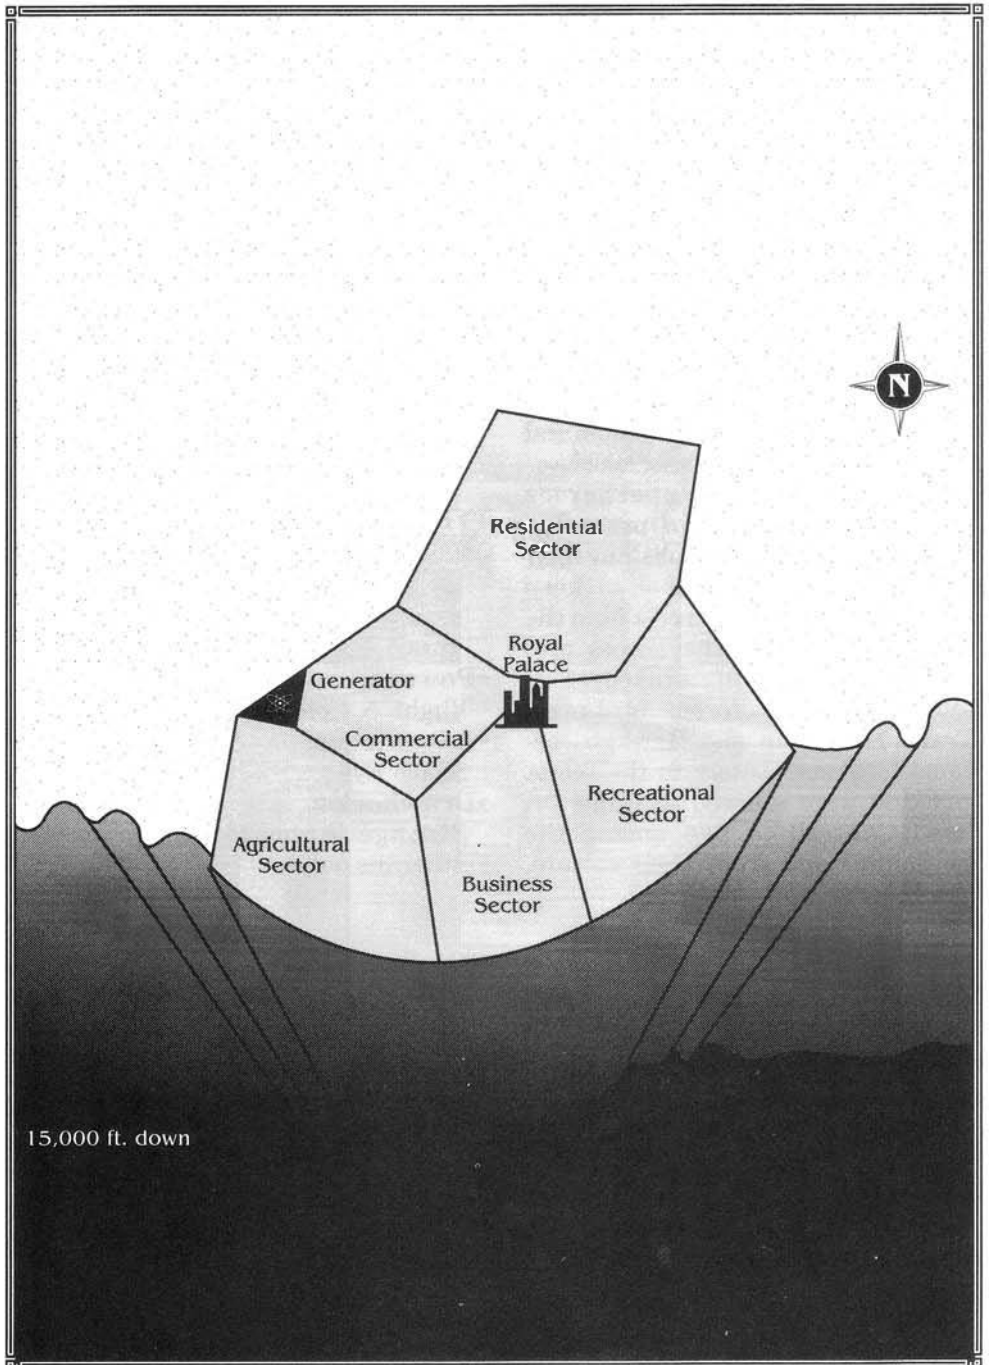 N
Residential
Sector
Royal
Palace
Generator
Commercial
Sector
Recreational
Sector
Agricultural
Sector
Business
Sector
15,000 ft. down